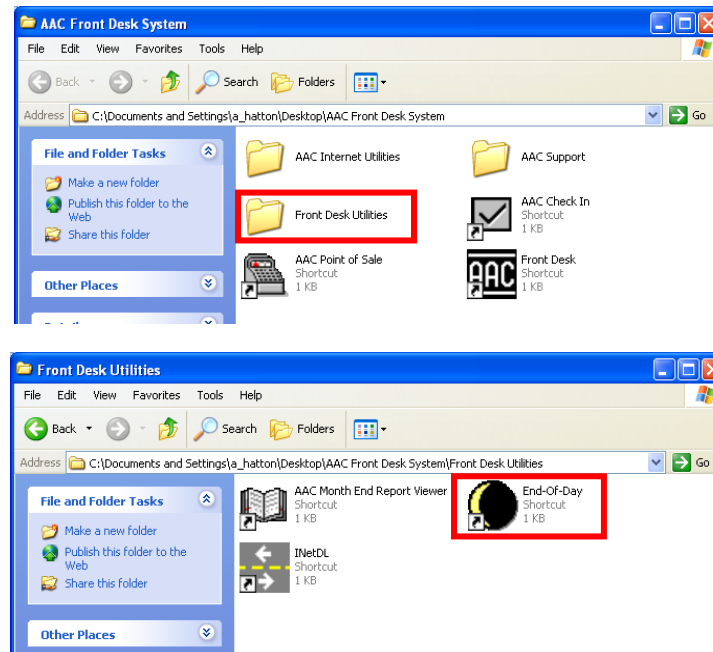 AAC Front Desk System
File Edit View Favorites Tools Help
Back Search Folders
Address C:\Documents and Settings\a_hatton\Desktop\AAC Front Desk System Go
File and Folder Tasks
Make a new folder
Publish this folder to the
Web
Share this folder
Other Places
AAC Internet Utilities
AAC Support
Front Desk Utilities
AAC Check In
Shortcut
1 KB
AAC Point of Sale
Shortcut
1 KB
AAC
Front Desk
Shortcut
1 KB
Front Desk Utilities
File Edit View Favorites Tools Help
Back Search Folders
Address C:\Documents and Settings\a_hatton\Desktop\AAC Front Desk System\Front Desk Utilities Go
File and Folder Tasks
Make a new folder
Publish this folder to the
Web
Share this folder
Other Places
AAC Month End Report Viewer
Shortcut
1 KB
End-Of-Day
Shortcut
1 KB
INetDL
Shortcut
1 KB